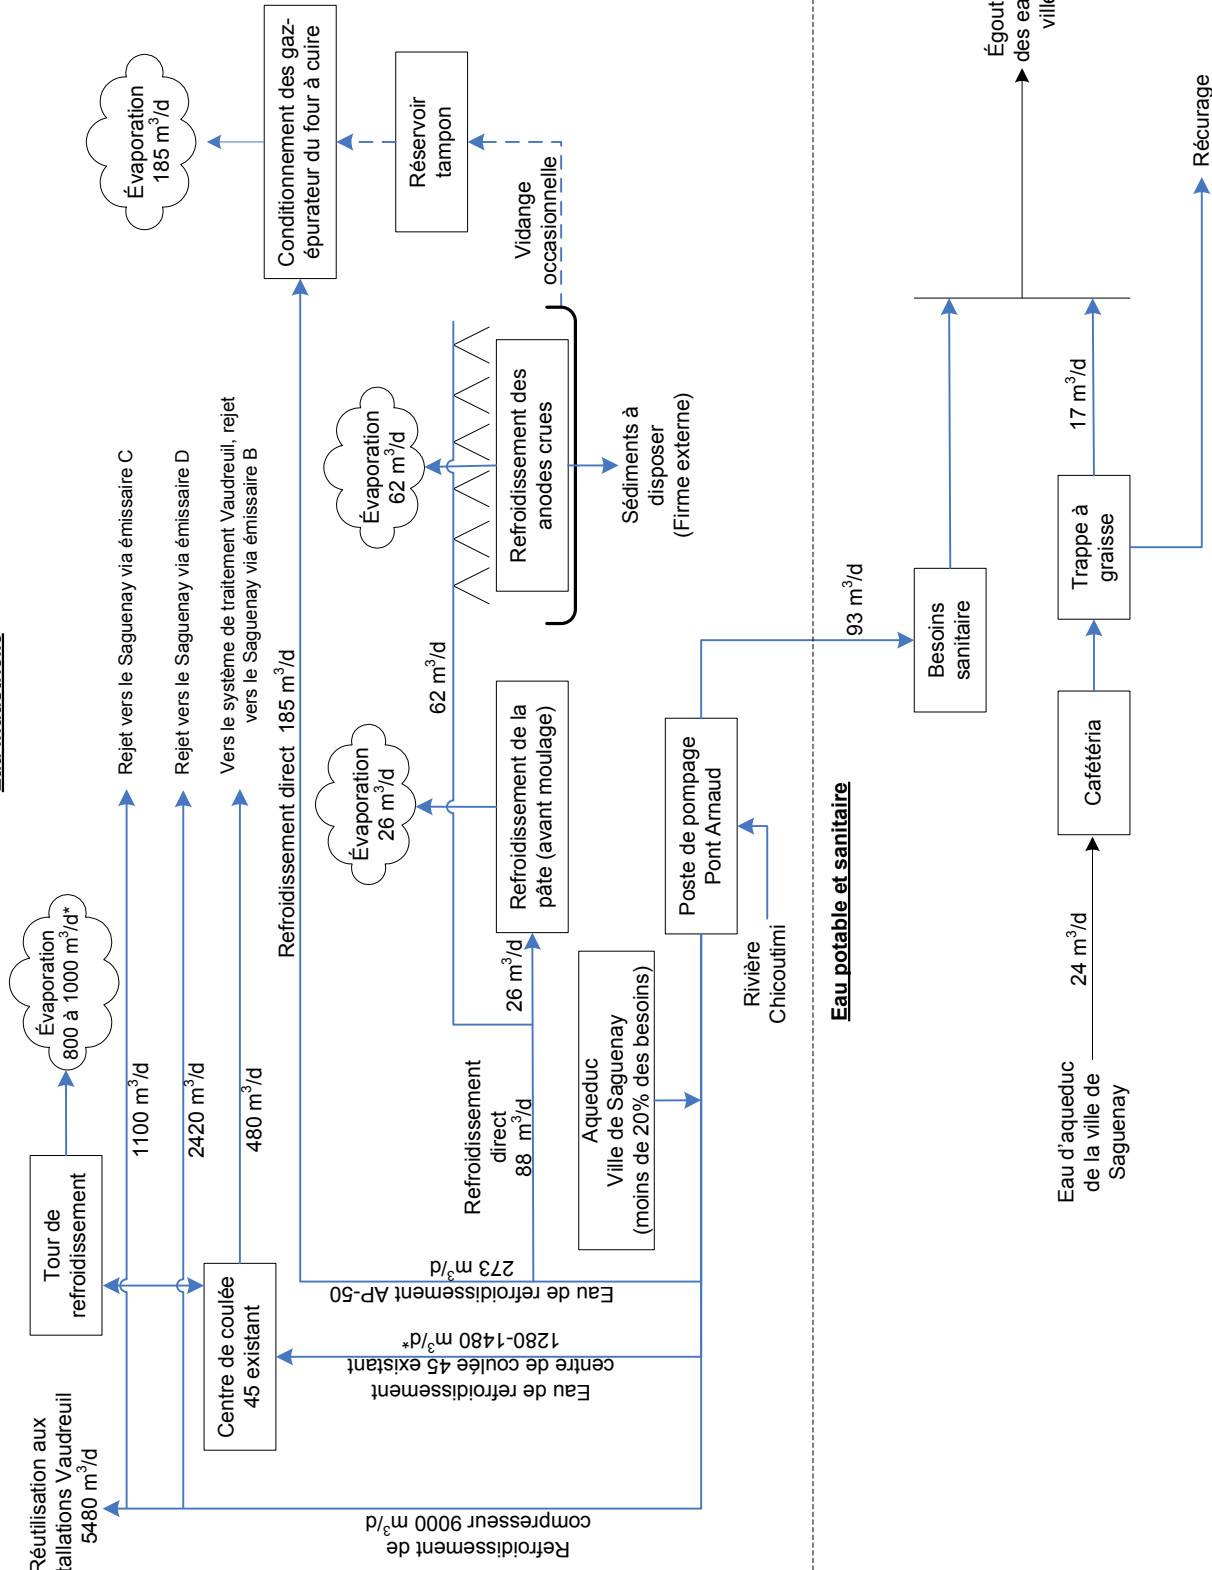 Réutilisation aux
tallations Vaudreuil
5480 m³/d
Tour de
refroidissement
Évaporation
800 à 1000 m³/d*
1100 m³/d
Rejet vers le Saguenay via émissaire C
2420 m³/d
Rejet vers le Saguenay via émissaire D
480 m³/d
Vers le système de traitement Vaudreuil, rejet
vers le Saguenay via émissaire B
Centre de coulée
45 existant
Refroidissement de
compresseur 9000 m³/d
Eau de refroidissement
centre de coulée 45 existant
1280-1480 m³/d*
Eau de refroidissement AP-50
273 m³/d
Refroidissement direct 185 m³/d
Conditionnement des gaz-
épurateur du four à cuire
Évaporation
185 m³/d
Réservoir
tampon
Vidange
occasionnelle
Refroidissement
direct
88 m³/d
26 m³/d
Refroidissement de la
pâte (avant moulage)
Évaporation
26 m³/d
62 m³/d
Évaporation
62 m³/d
Refroidissement des
anodes crues
Sédiments à
disposer
(Firme externe)
Aqueduc
Ville de Saguenay
(moins de 20% des besoins)
Poste de pompage
Pont Arnaud
Rivière
Chicoutimi
Eau potable et sanitaire
93 m³/d
Besoins
sanitaire
Eau d'aqueduc
de la ville de
Saguenay
24 m³/d
Cafétéria
Trappe à
graisse
17 m³/d
Récurage
Égout
des ea
ville